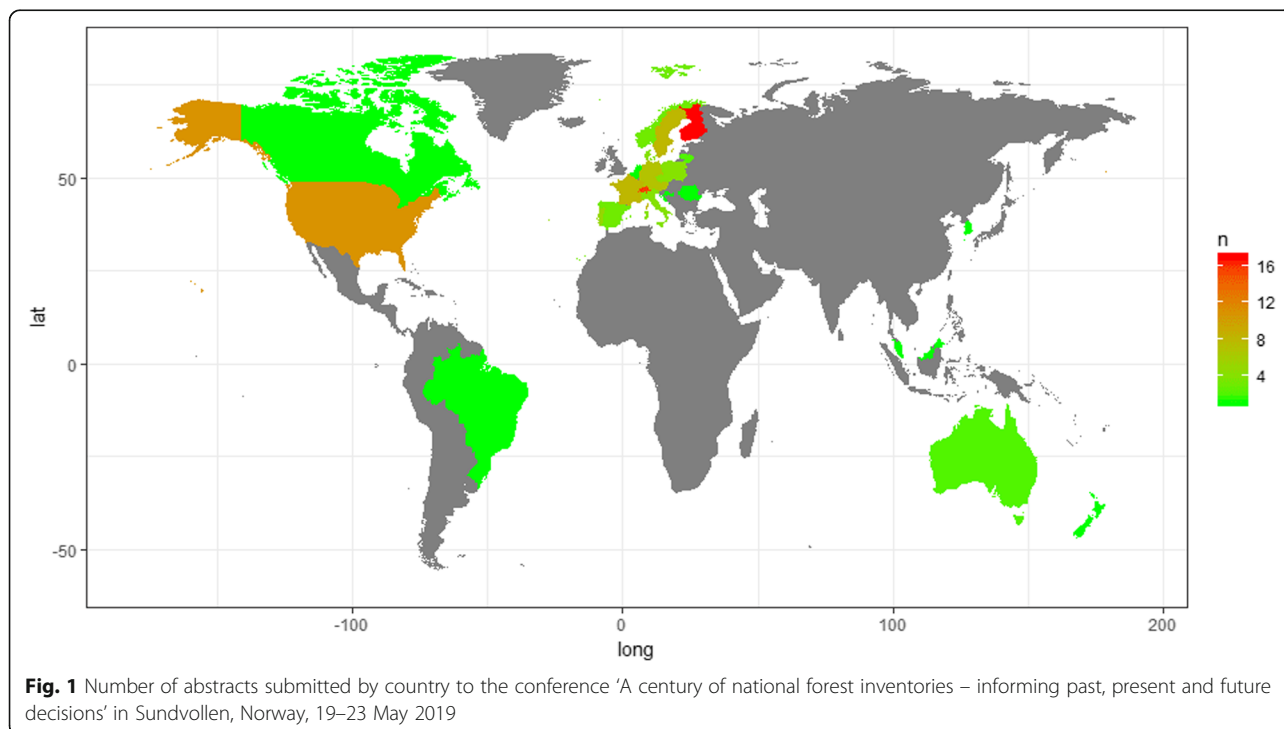 n
16
12
8
4
50
0
-50
lat
-100
0
100
200
long
Fig. 1 Number of abstracts submitted by country to the conference ‘A century of national forest inventories – informing past, present and future
decisions’ in Sundvollen, Norway, 19–23 May 2019